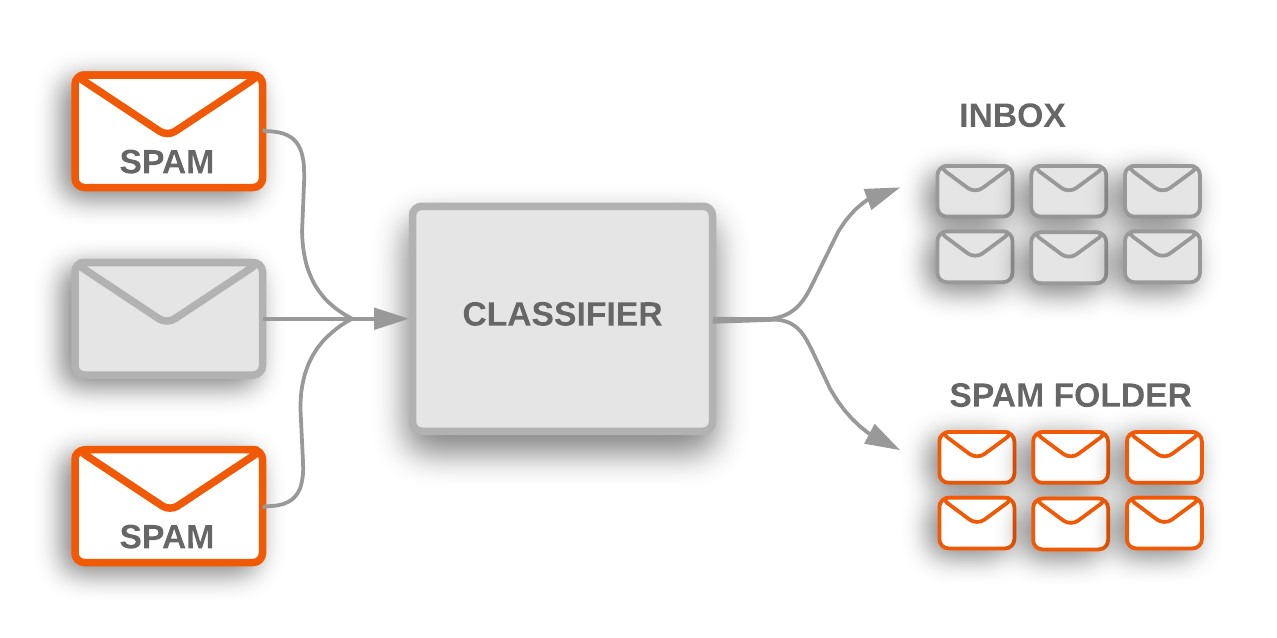 SPAM
SPAM
CLASSIFIER
INBOX
SPAM FOLDER